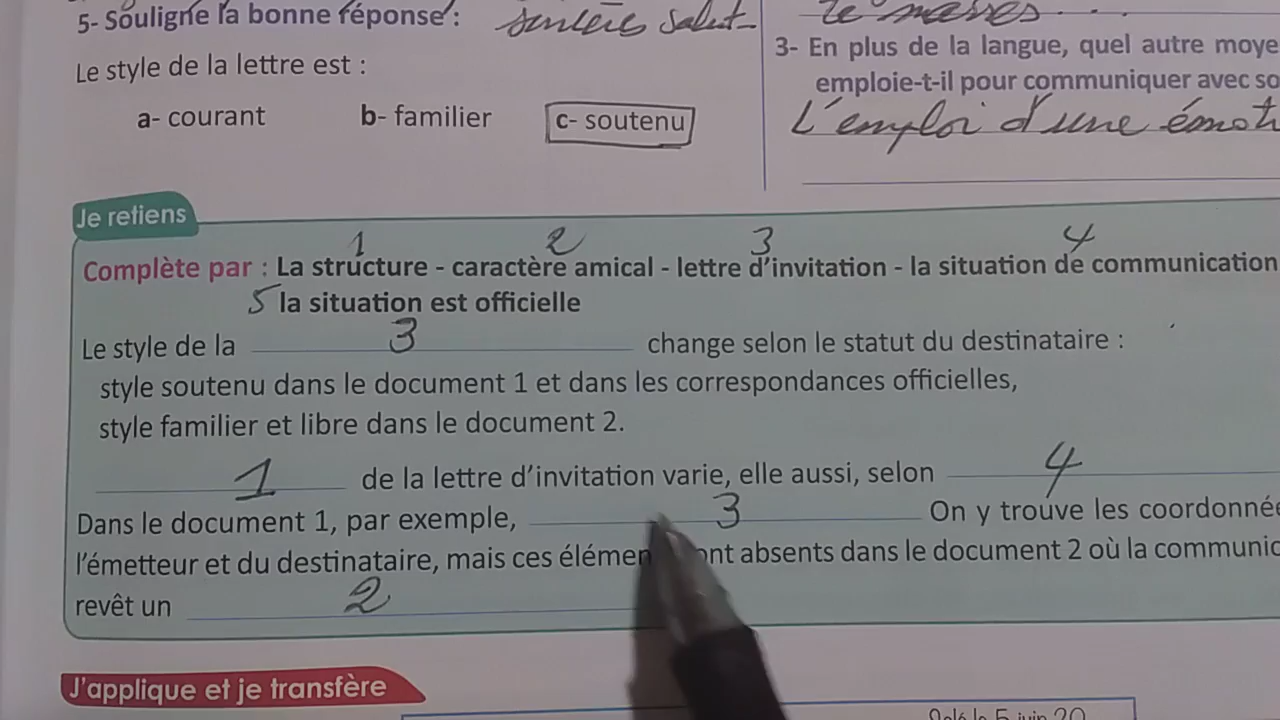 5- Souligne la bonne réponse : sincère salut
Le style de la lettre est :
a- courant b- familier c- soutenu
3- En plus de la langue, quel autre moye
emploie-t-il pour communiquer avec so
L'emploi d'une émoti
Je retiens
1 2 3 4
Complète par : La structure - caractère amical - lettre d'invitation - la situation de communication
5 la situation est officielle
Le style de la 3 change selon le statut du destinataire :
style soutenu dans le document 1 et dans les correspondances officielles,
style familier et libre dans le document 2.
1 de la lettre d'invitation varie, elle aussi, selon 4
Dans le document 1, par exemple, 3 On y trouve les coordonnée
l'émetteur et du destinataire, mais ces élémen ont absents dans le document 2 où la communic
revêt un 2
J'applique et je transfère